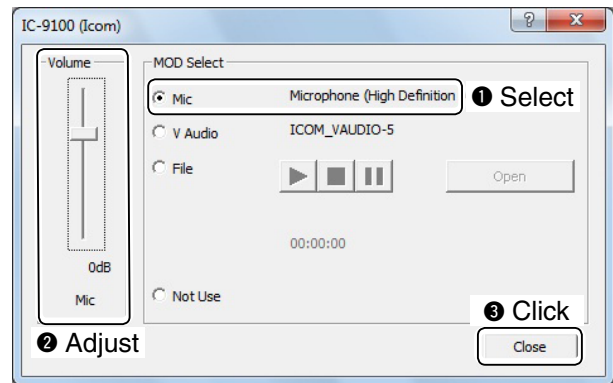 IC-9100 (Icom)
Volume
MOD Select
Mic Microphone (High Definition
❶ Select
V Audio ICOM_VAUDIO-5
File
Open
00:00:00
0dB
Mic
Not Use
❷ Adjust
❸ Click
Close